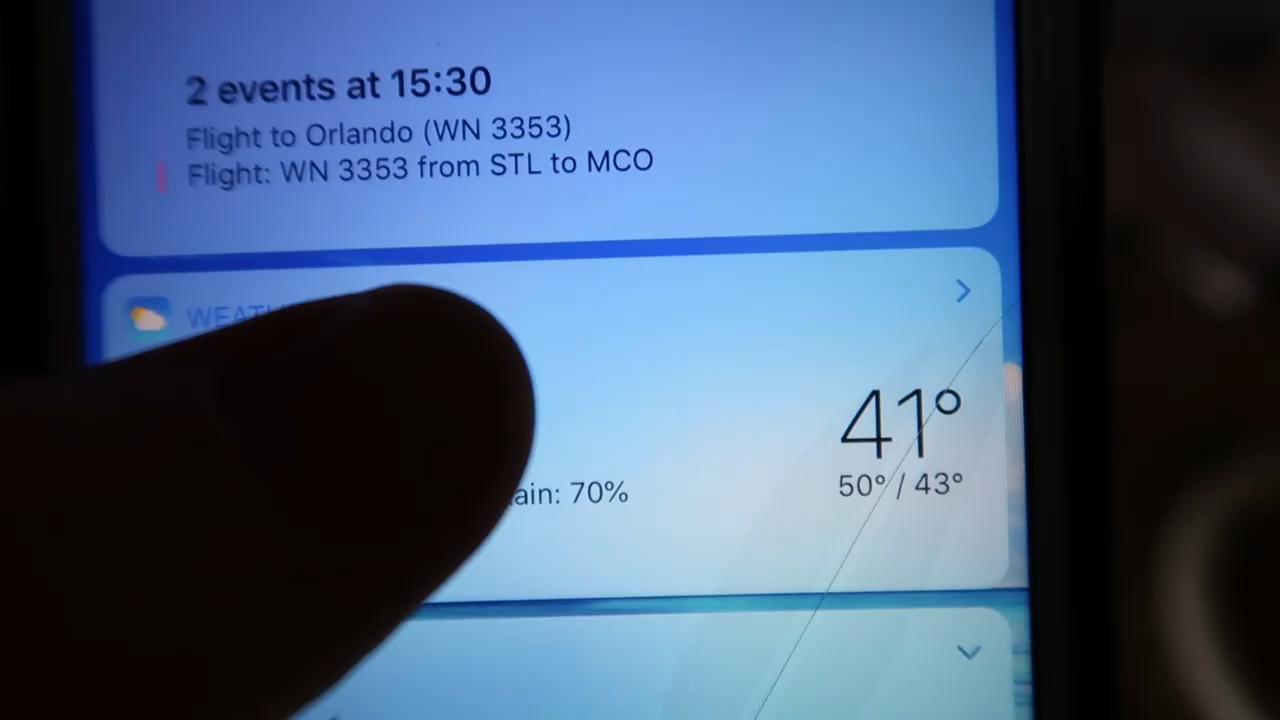 2 events at 15:30
Flight to Orlando (WN 3353)
Flight: WN 3353 from STL to MCO
41°
ain: 70%
50° / 43°